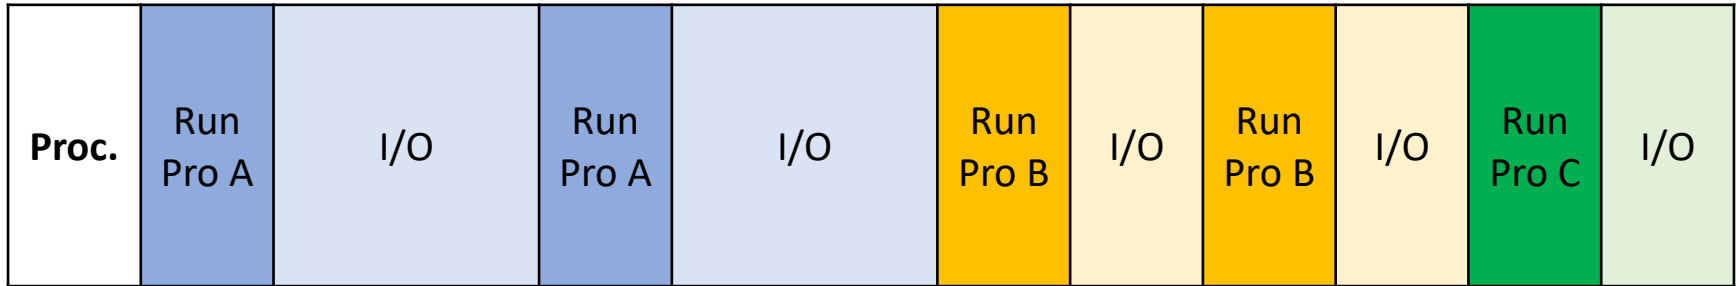 Proc.
Run
Pro A
I/O
Run
Pro A
I/O
Run
Pro B
I/O
Run
Pro B
I/O
Run
Pro C
I/O